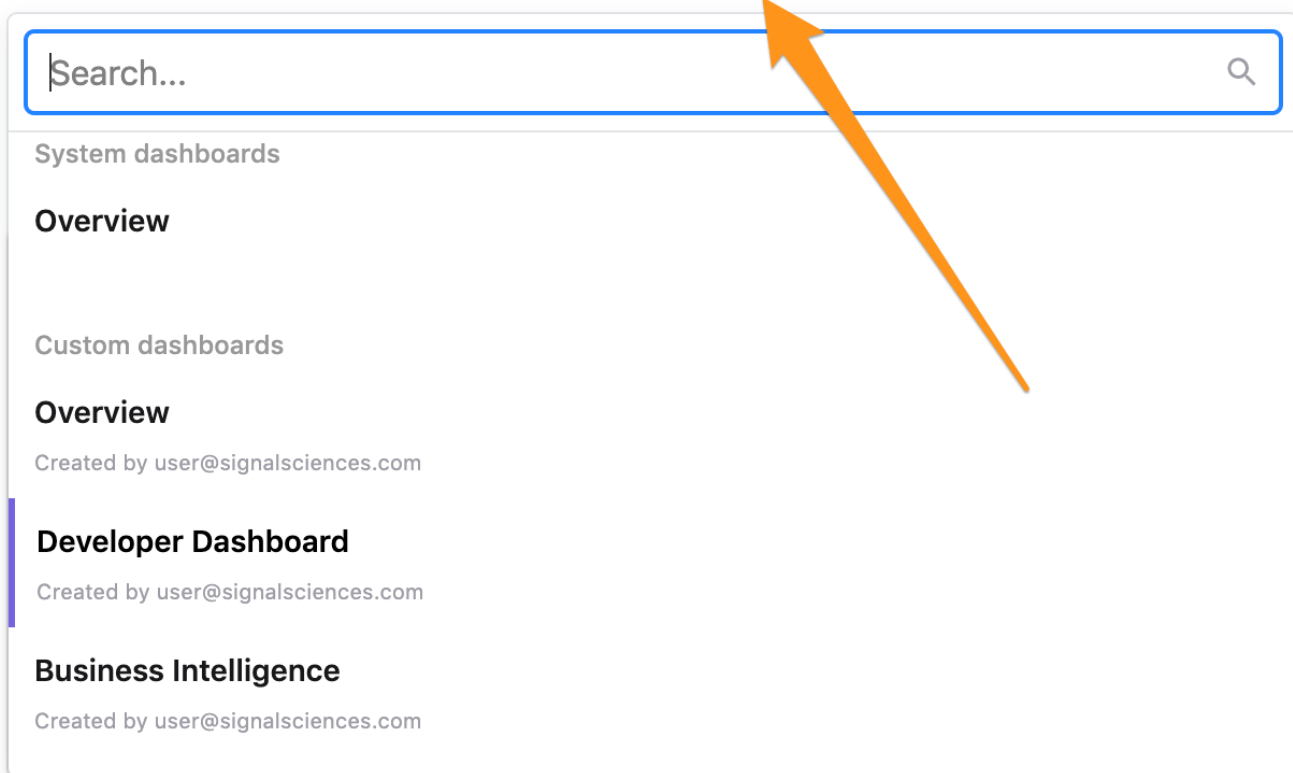 Search...
System dashboards
Overview
Custom dashboards
Overview
Created by user@signalsciences.com
Developer Dashboard
Created by user@signalsciences.com
Business Intelligence
Created by user@signalsciences.com